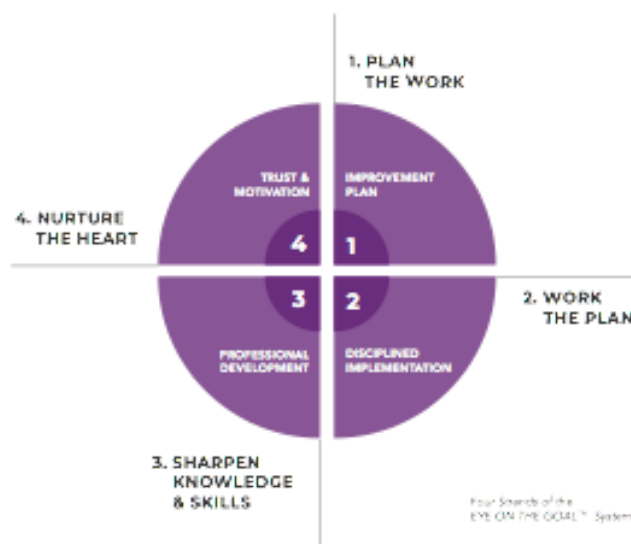 1. PLAN
THE WORK
TRUST &
MOTIVATION
IMPROVEMENT
PLAN
4. NURTURE
THE HEART
4
1
3
2
2. WORK
THE PLAN
PROFESSIONAL
DEVELOPMENT
DISCIPLINED
IMPLEMENTATION
3. SHARPEN
KNOWLEDGE
& SKILLS
Four Strands of the
EYE ON THE GOAL™ System